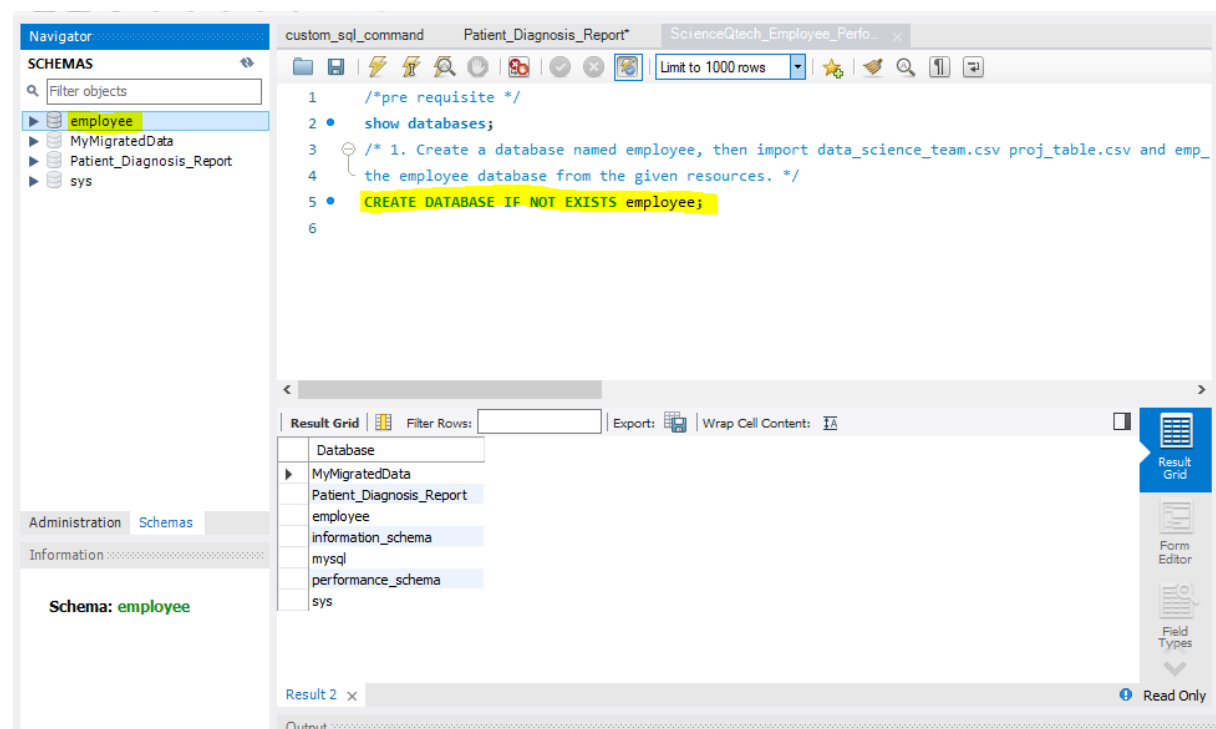 Navigator
SCHEMAS
Filter objects
employee
MyMigratedData
Patient_Diagnosis_Report
sys
Administration Schemas
Information
Schema: employee
custom_sql_command Patient_Diagnosis_Report* ScienceQtech_Employee_Perfo...
Limit to 1000 rows
1 /*pre requisite */
2 show databases;
3 /* 1. Create a database named employee, then import data_science_team.csv proj_table.csv and emp_
4 the employee database from the given resources. */
5 CREATE DATABASE IF NOT EXISTS employee;
6
Result Grid Filter Rows: Export: Wrap Cell Content:
Database
MyMigratedData
Patient_Diagnosis_Report
employee
information_schema
mysql
performance_schema
sys
Result
Grid
Form
Editor
Field
Types
Result 2 Read Only
Output